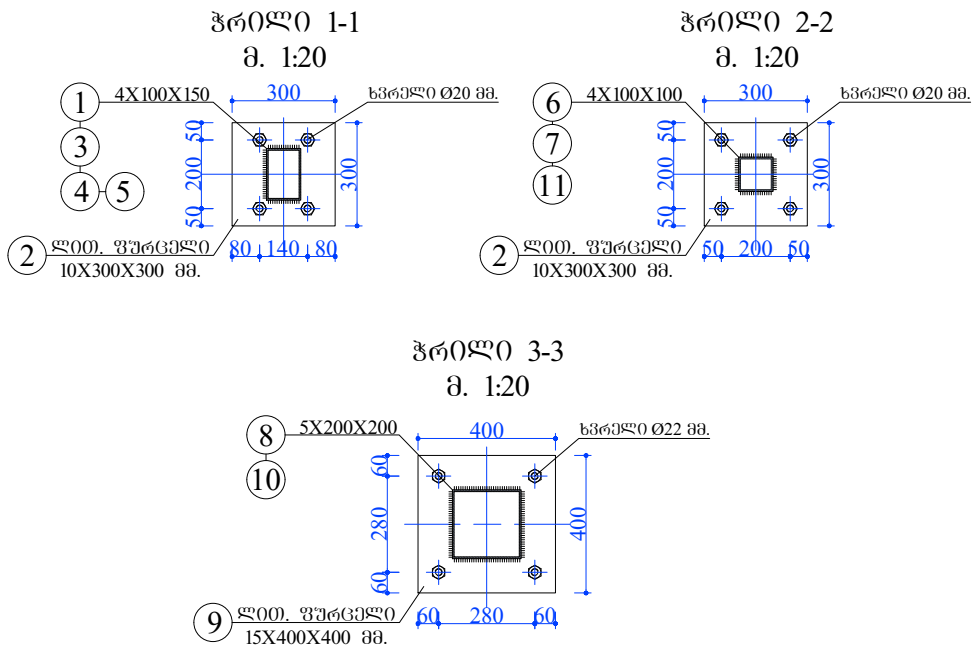 ჭრილი 1-1
მ. 1:20
1
4X100X150
300
ხვრელი Ø20 მმ.
3
4
5
50
200
50
300
2
ლით. ფურცელი
10X300X300 მმ.
80
140
80
ჭრილი 2-2
მ. 1:20
6
4X100X100
300
ხვრელი Ø20 მმ.
7
11
50
200
50
300
2
ლით. ფურცელი
10X300X300 მმ.
50
200
50
ჭრილი 3-3
მ. 1:20
8
5X200X200
400
ხვრელი Ø22 მმ.
10
60
280
60
400
9
ლით. ფურცელი
15X400X400 მმ.
60
280
60